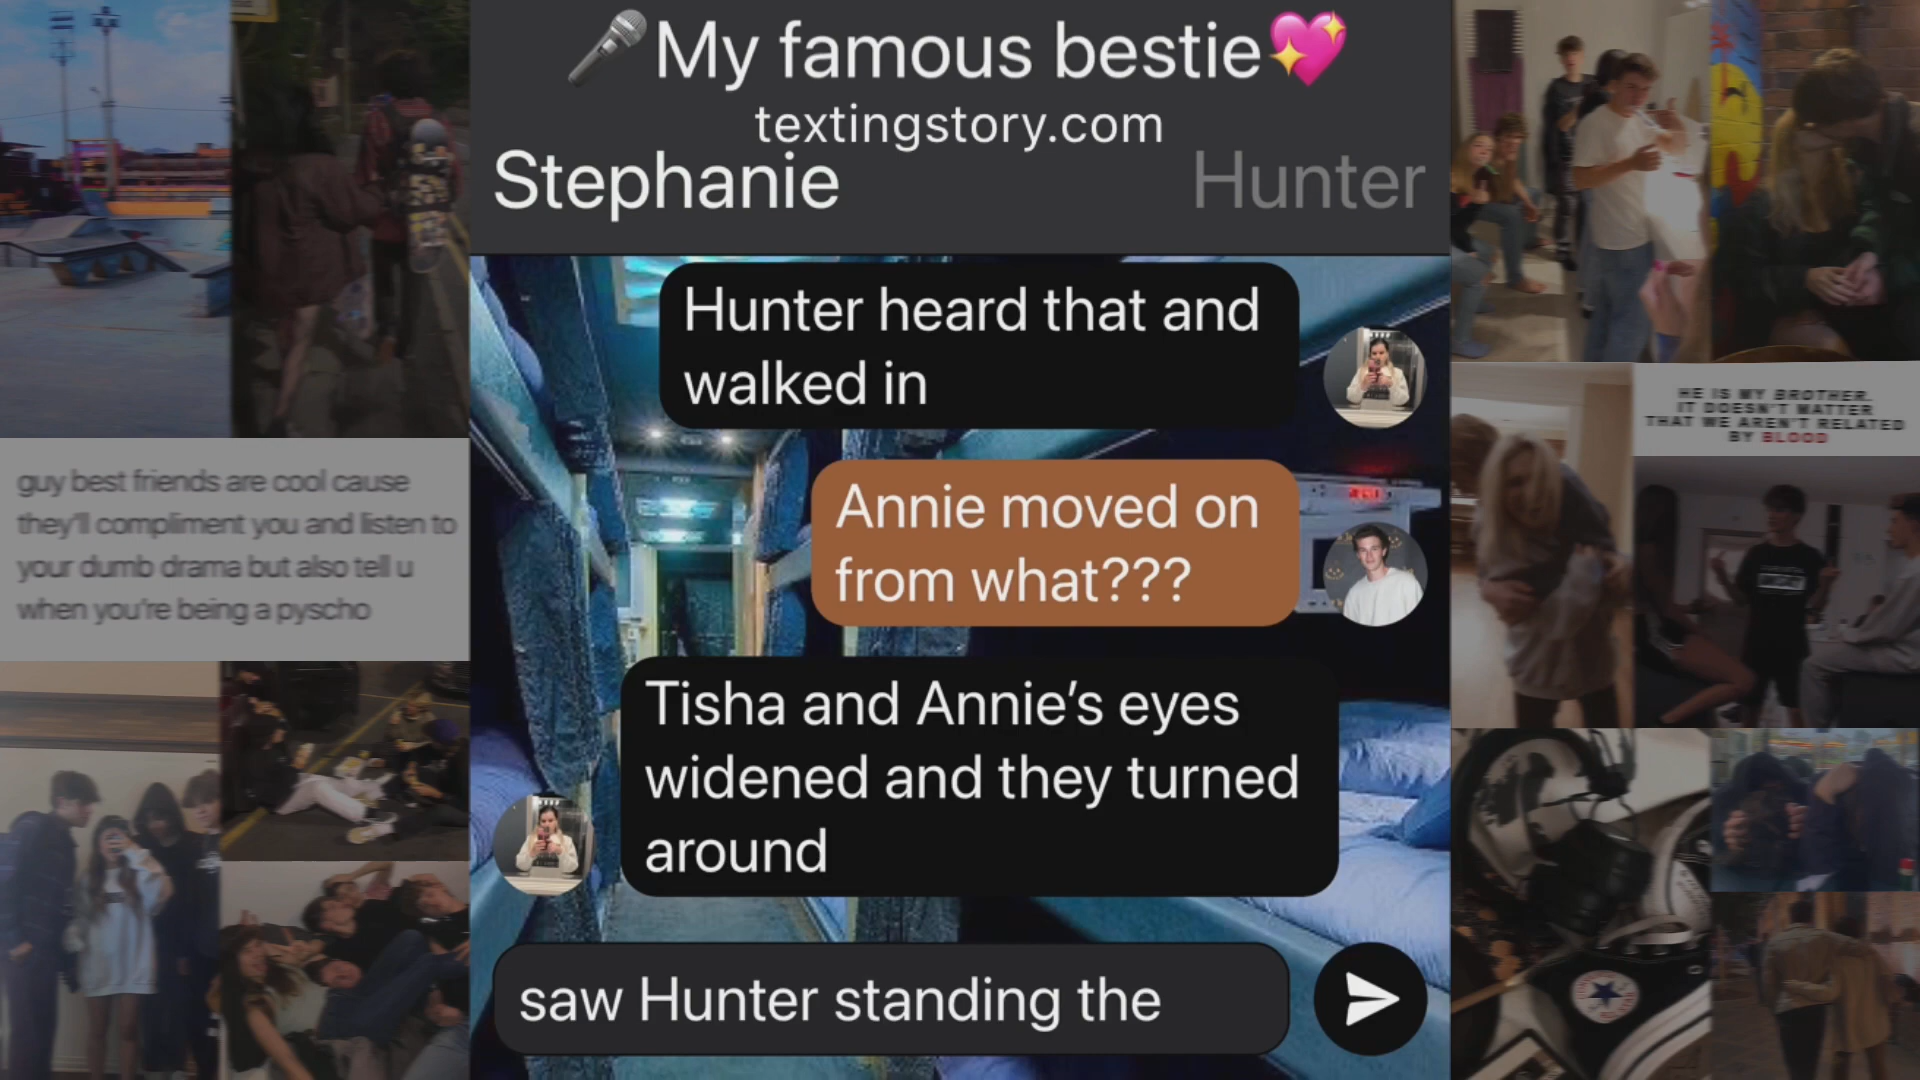 🎤My famous bestie💖
textingstory.com
Stephanie
Hunter
Hunter heard that and
walked in
Annie moved on
from what???
Tisha and Annie’s eyes
widened and they turned
around
saw Hunter standing the
guy best friends are cool cause
they'll compliment you and listen to
your dumb drama but also tell u
when you're being a pyscho
HE IS MY BROTHER.
IT DOESN'T MATTER
THAT WE AREN'T RELATED
BY BLOOD